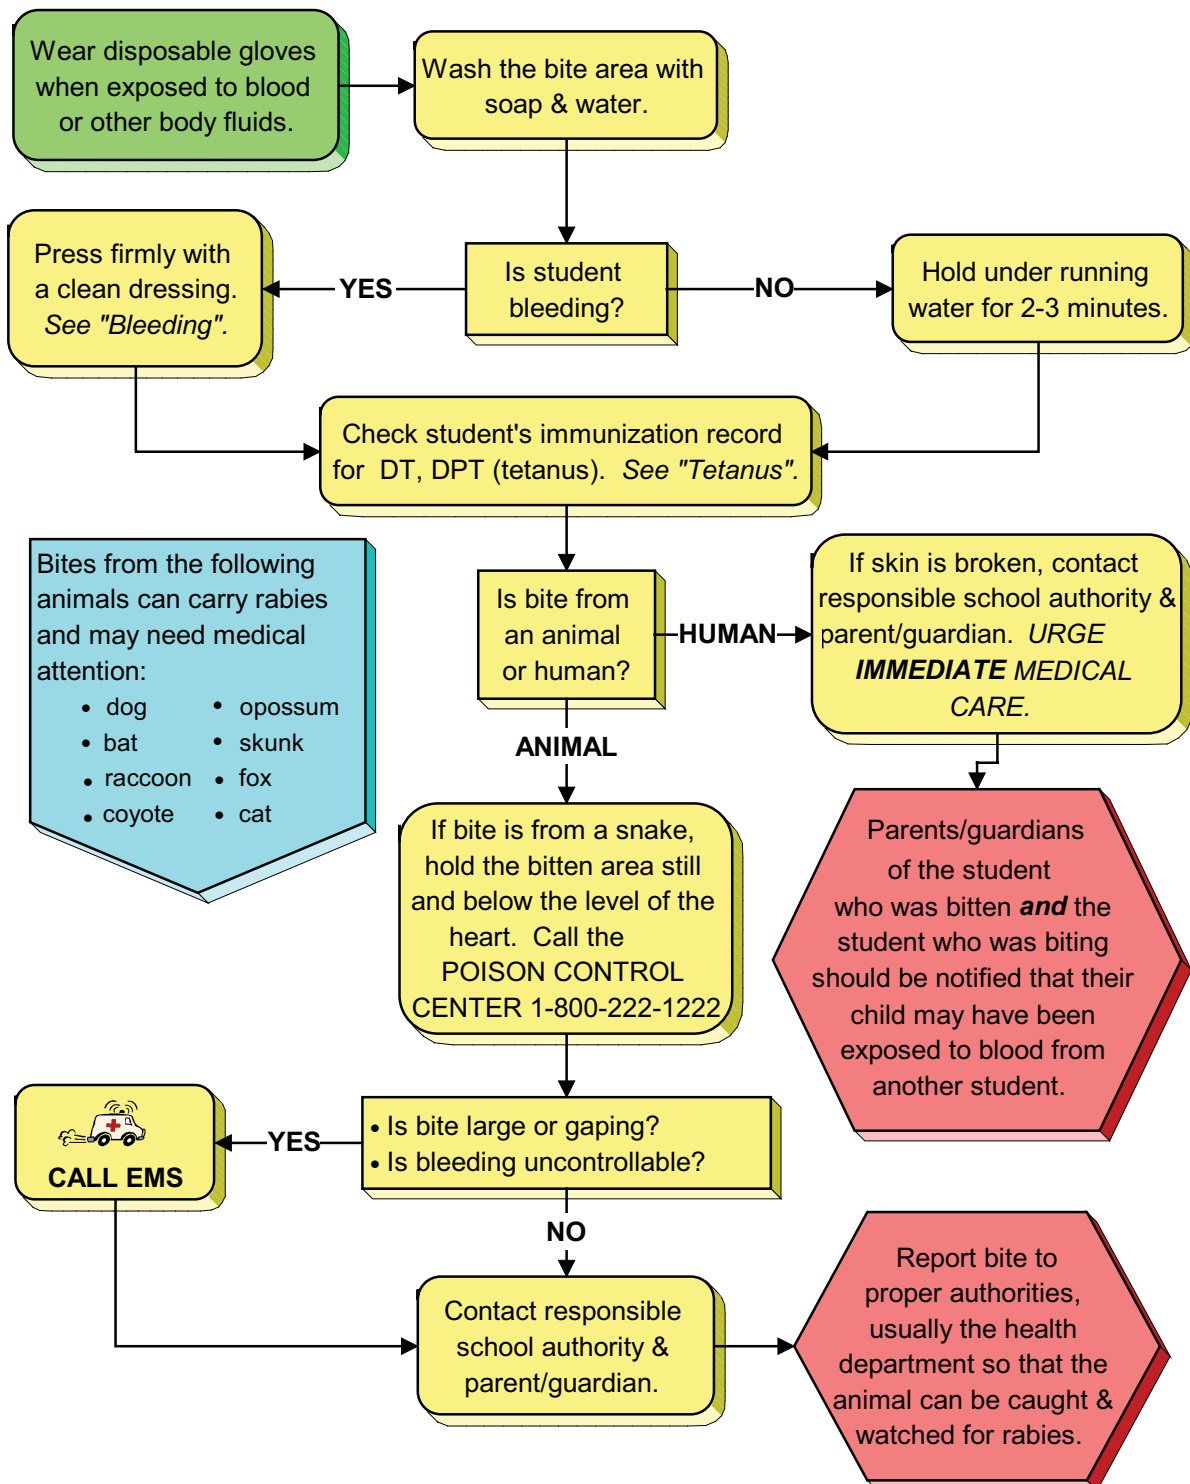 Wear disposable gloves
when exposed to blood
or other body fluids.
Wash the bite area with
soap & water.
Press firmly with
a clean dressing.
See "Bleeding".
YES
Is student
bleeding?
NO
Hold under running
water for 2-3 minutes.
Check student's immunization record
for DT, DPT (tetanus). See "Tetanus".
Bites from the following
animals can carry rabies
and may need medical
attention:
• dog
• bat
• raccoon
• coyote
• opossum
• skunk
• fox
• cat
Is bite from
an animal
or human?
HUMAN
If skin is broken, contact
responsible school authority &
parent/guardian. URGE
IMMEDIATE MEDICAL
CARE.
ANIMAL
Parents/guardians
of the student
who was bitten and the
student who was biting
should be notified that their
child may have been
exposed to blood from
another student.
If bite is from a snake,
hold the bitten area still
and below the level of the
heart. Call the
POISON CONTROL
CENTER 1-800-222-1222
• Is bite large or gaping?
• Is bleeding uncontrollable?
YES
CALL EMS
NO
Contact responsible
school authority &
parent/guardian.
Report bite to
proper authorities,
usually the health
department so that the
animal can be caught &
watched for rabies.